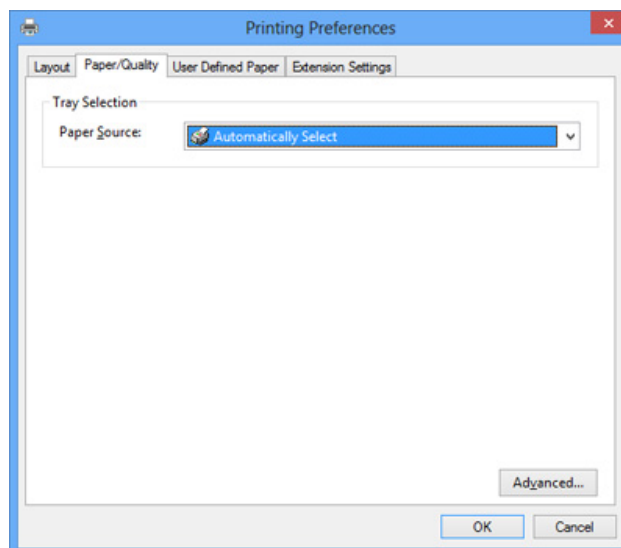 Printing Preferences
Layout Paper/Quality User Defined Paper Extension Settings
Tray Selection
Paper Source: Automatically Select
Advanced...
OK Cancel